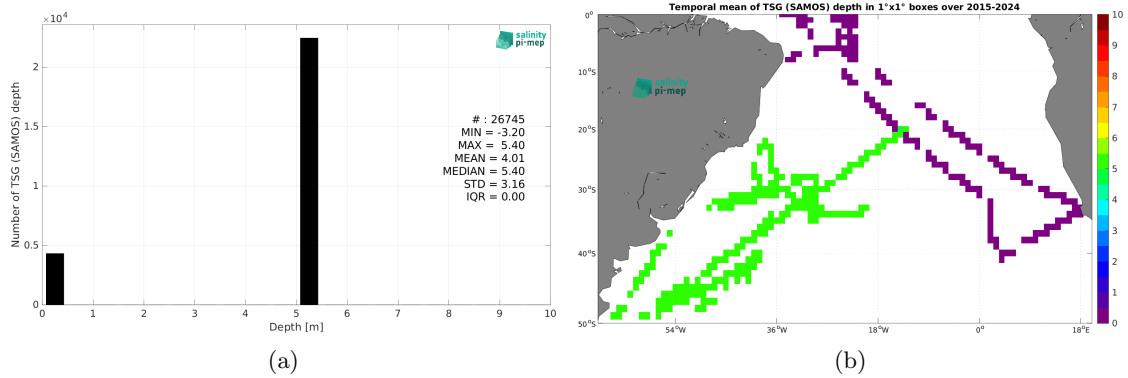 ×10⁴
2
1.5
1
0.5
0
Number of TSG (SAMOS) depth
0 1 2 3 4 5 6 7 8 9 10
Depth [m]
salinity
pi-mep
# : 26745
MIN = -3.20
MAX = 5.40
MEAN = 4.01
MEDIAN = 5.40
STD = 3.16
IQR = 0.00
(a)
Temporal mean of TSG (SAMOS) depth in 1°x1° boxes over 2015-2024
0°
10°S
20°S
30°S
40°S
50°S
54°W 36°W 18°W 0° 18°E
salinity
pi-mep
10
9
8
7
6
5
4
3
2
1
0
(b)